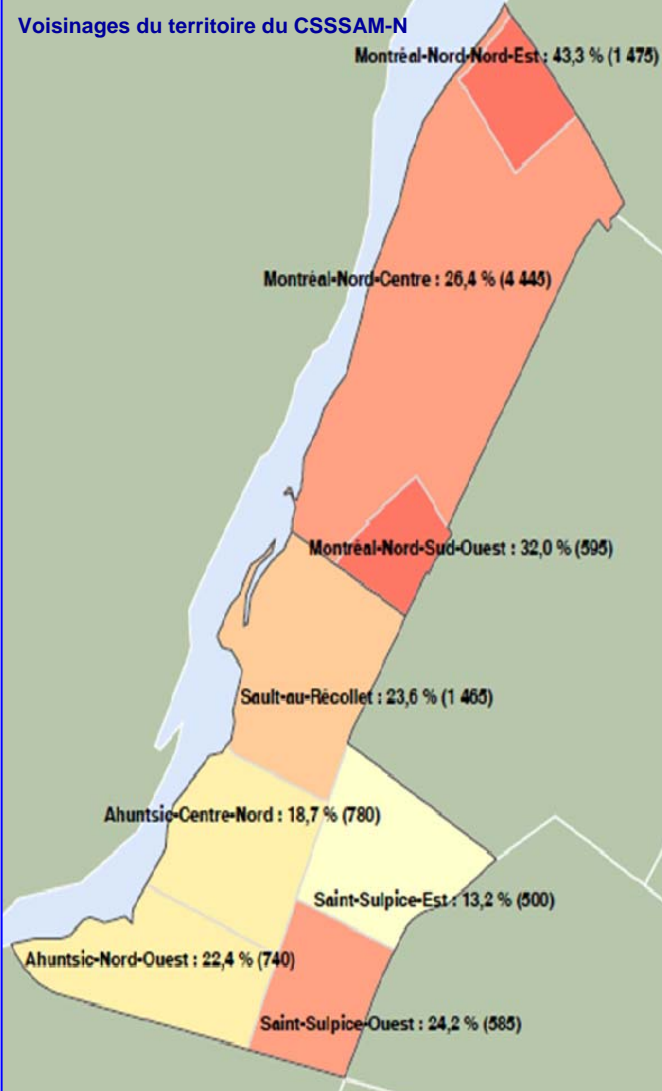 Voisinages du territoire du CSSSAM-N
Montréal-Nord-Nord-Est : 43,3 % (1 475)
Montréal-Nord-Centre : 26,4 % (4 445)
Montréal-Nord-Sud-Ouest : 32,0 % (595)
Sault-au-Récollet : 23,6 % (1 465)
Ahuntsic-Centre-Nord : 18,7 % (780)
Saint-Sulpice-Est : 13,2 % (500)
Ahuntsic-Nord-Ouest : 22,4 % (740)
Saint-Sulpice-Ouest : 24,2 % (585)